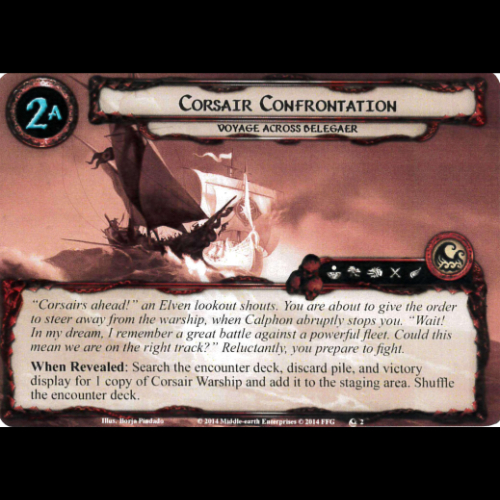 2A
CORSAIR CONFRONTATION
VOYAGE ACROSS BELEGAER
“Corsairs ahead!” an Elven lookout shouts. You are about to give the order
to steer away from the warship, when Calphon abruptly stops you. “Wait!
In my dream, I remember a great battle against a powerful fleet. Could this
mean we are on the right track?” Reluctantly, you prepare to fight.
When Revealed: Search the encounter deck, discard pile, and victory
display for 1 copy of Corsair Warship and add it to the staging area. Shuffle
the encounter deck.
Illus. Borja Pindado © 2014 Middle-earth Enterprises © 2014 FFG 2